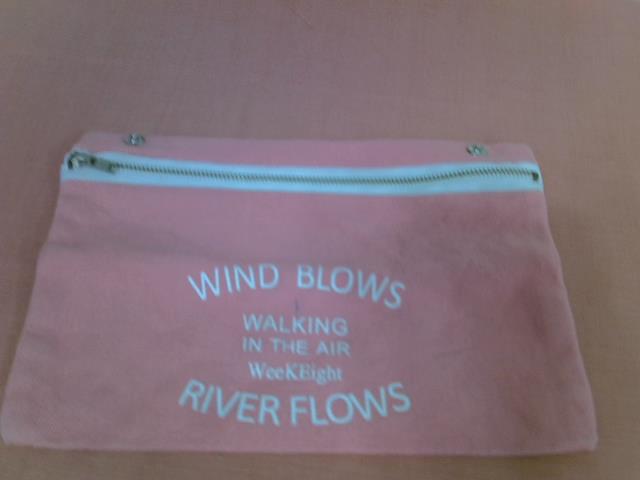 WIND BLOWS
WALKING
IN THE AIR
WeeKEight
RIVER FLOWS